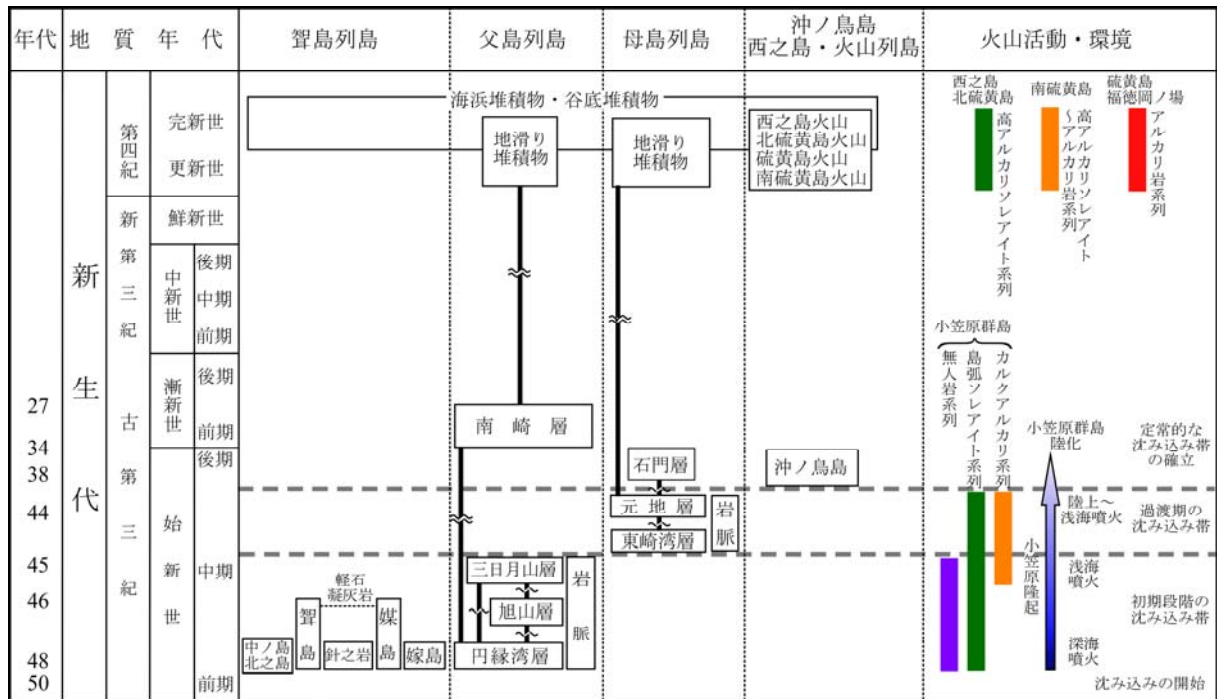 年代
地質年代
聟島列島
父島列島
母島列島
沖ノ鳥島
西之島・火山列島
火山活動・環境
27
34
38
44
45
46
48
50
新生代
第四紀
新第三紀
古第三紀
完新世
更新世
鮮新世
中新世
後期
中期
前期
漸新世
後期
前期
始新世
後期
中期
前期
海浜堆積物・谷底堆積物
軽石
凝灰岩
聟島
媒島
中ノ島
北之島
針之岩
嫁島
地滑り
堆積物
南崎層
三日月山層
旭山層
円縁湾層
岩脈
地滑り
堆積物
石門層
元地層
東崎湾層
岩脈
西之島火山
北硫黄島火山
硫黄島火山
南硫黄島火山
沖ノ鳥島
西之島
北硫黄島
高アルカリソレアイト系列
南硫黄島
高アルカリソレアイト
～アルカリ岩系列
硫黄島
福徳岡ノ場
アルカリ岩系列
小笠原群島
無人岩系列
島弧ソレアイト系列
カルクアルカリ系列
小笠原群島
陸化
陸上～
浅海噴火
浅海
噴火
深海
噴火
小笠原隆起
定常的な
沈み込み帯
の確立
過渡期の
沈み込み帯
初期段階の
沈み込み帯
沈み込みの開始